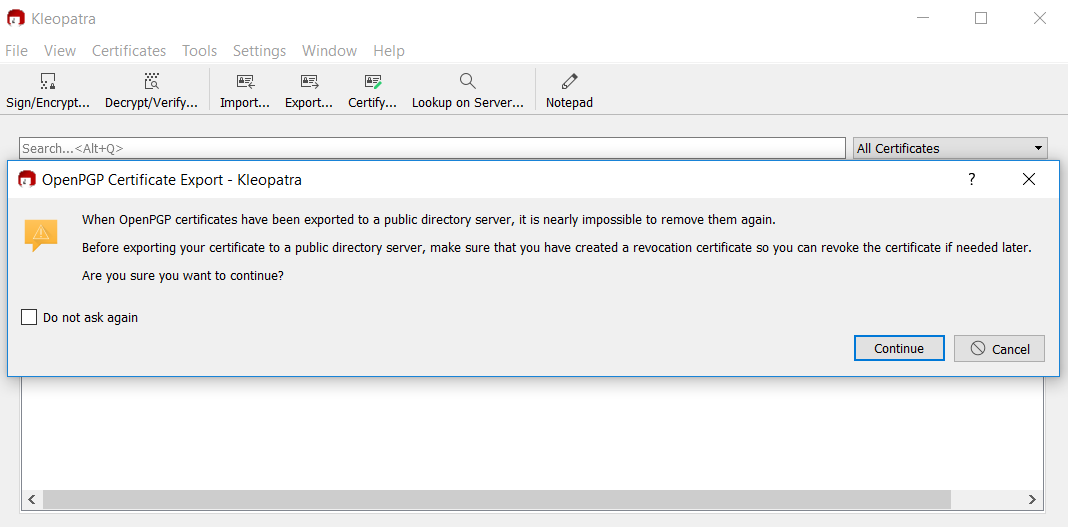 Kleopatra
File View Certificates Tools Settings Window Help
Sign/Encrypt... Decrypt/Verify... Import... Export... Certify... Lookup on Server... Notepad
Search...<Alt+Q> All Certificates
OpenPGP Certificate Export - Kleopatra ?
When OpenPGP certificates have been exported to a public directory server, it is nearly impossible to remove them again.
Before exporting your certificate to a public directory server, make sure that you have created a revocation certificate so you can revoke the certificate if needed later.
Are you sure you want to continue?
Do not ask again
Continue Cancel